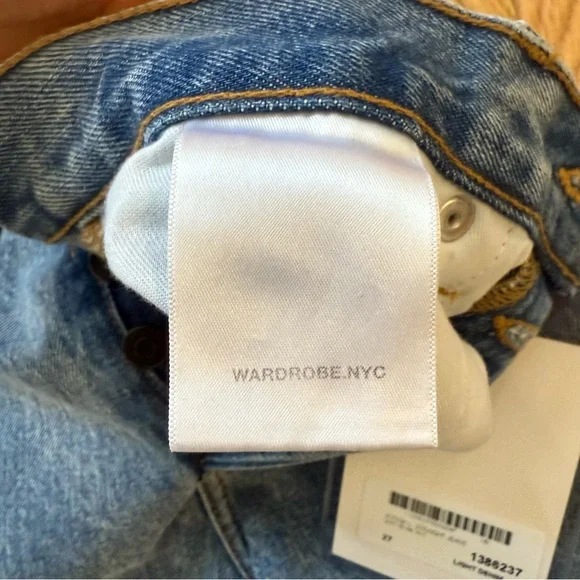 WARDROBE.NYC
27
1386237
LIGHT DENIM